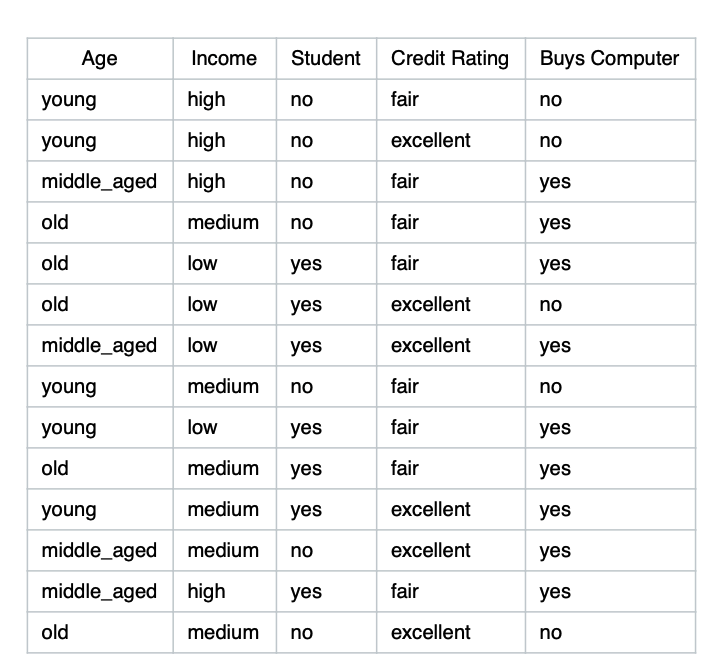 Age Income Student Credit Rating Buys Computer
young high no fair no
young high no excellent no
middle_aged high no fair yes
old medium no fair yes
old low yes fair yes
old low yes excellent no
middle_aged low yes excellent yes
young medium no fair no
young low yes fair yes
old medium yes fair yes
young medium yes excellent yes
middle_aged medium no excellent yes
middle_aged high yes fair yes
old medium no excellent no